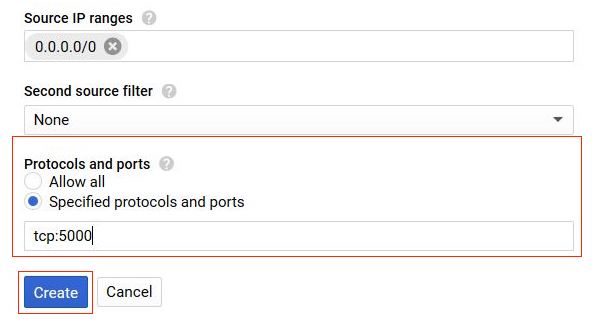 Source IP ranges
0.0.0.0/0
Second source filter
None
Protocols and ports
Allow all
Specified protocols and ports
tcp:5000
Create Cancel